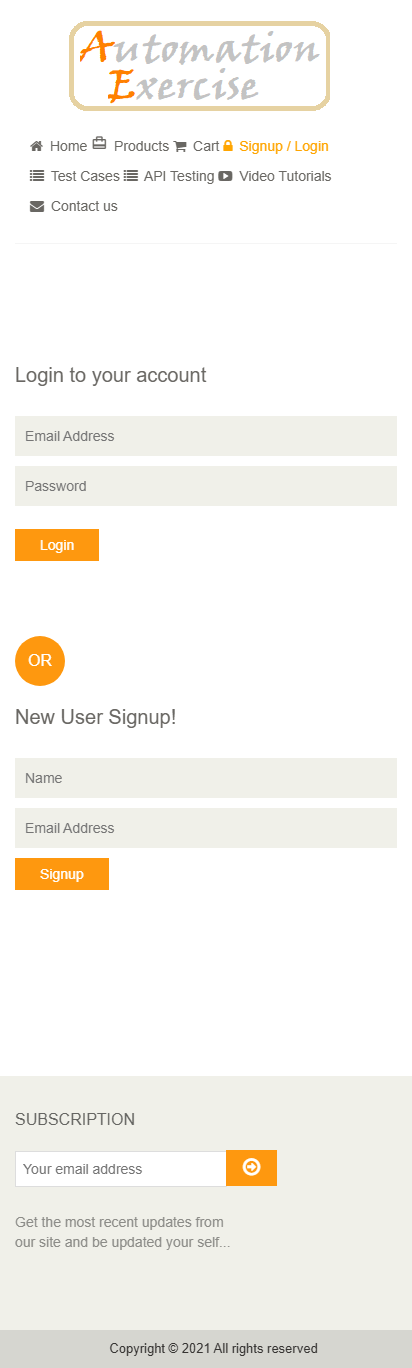 Automation
Exercise
Home Products Cart Signup / Login
Test Cases API Testing Video Tutorials
Contact us
Login to your account
Email Address
Password
Login
OR
New User Signup!
Name
Email Address
Signup
SUBSCRIPTION
Your email address
Get the most recent updates from
our site and be updated your self...
Copyright © 2021 All rights reserved